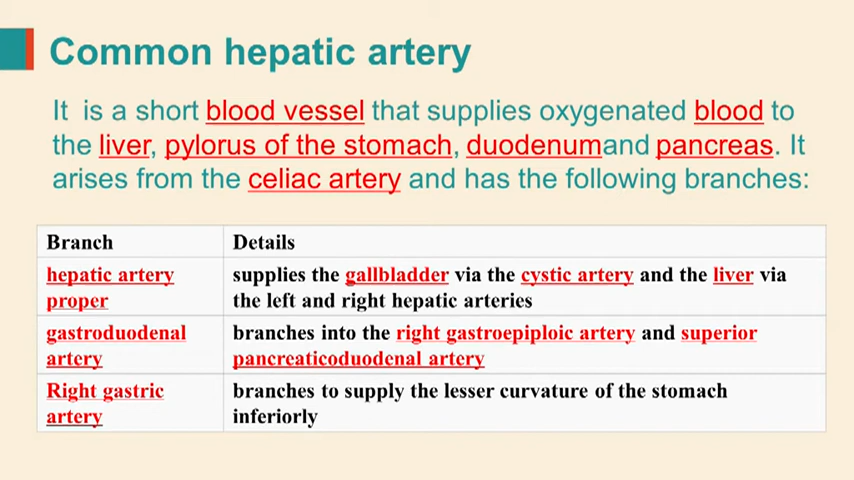 Common hepatic artery
It is a short blood vessel that supplies oxygenated blood to
the liver, pylorus of the stomach, duodenumand pancreas. It
arises from the celiac artery and has the following branches:
Branch Details
hepatic artery proper supplies the gallbladder via the cystic artery and the liver via
the left and right hepatic arteries
gastroduodenal artery branches into the right gastroepiploic artery and superior
pancreaticoduodenal artery
Right gastric artery branches to supply the lesser curvature of the stomach
inferiorly